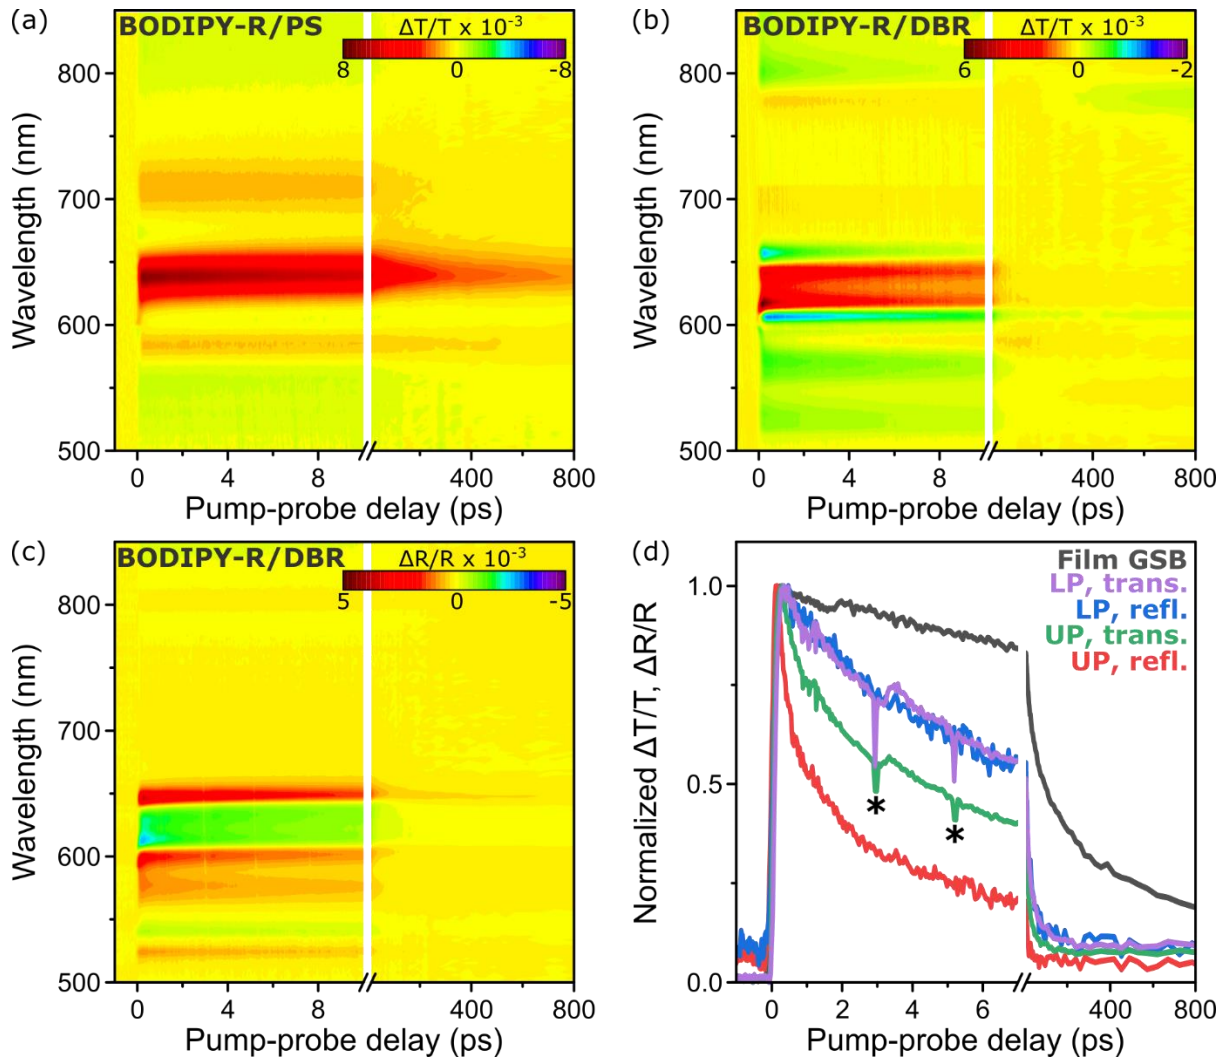 (a)
BODIPY-R/PS
ΔT/T x 10⁻³
8 0 -8
Wavelength (nm)
800
700
600
500
0 4 8 400 800
Pump-probe delay (ps)
(b)
BODIPY-R/DBR
ΔT/T x 10⁻³
6 0 -2
Wavelength (nm)
800
700
600
500
0 4 8 400 800
Pump-probe delay (ps)
(c)
BODIPY-R/DBR
ΔR/R x 10⁻³
5 0 -5
Wavelength (nm)
800
700
600
500
0 4 8 400 800
Pump-probe delay (ps)
(d)
Film GSB
LP, trans.
LP, refl.
UP, trans.
UP, refl.
Normalized ΔT/T, ΔR/R
1.0
0.5
0.0
* *
0 2 4 6 400 800
Pump-probe delay (ps)